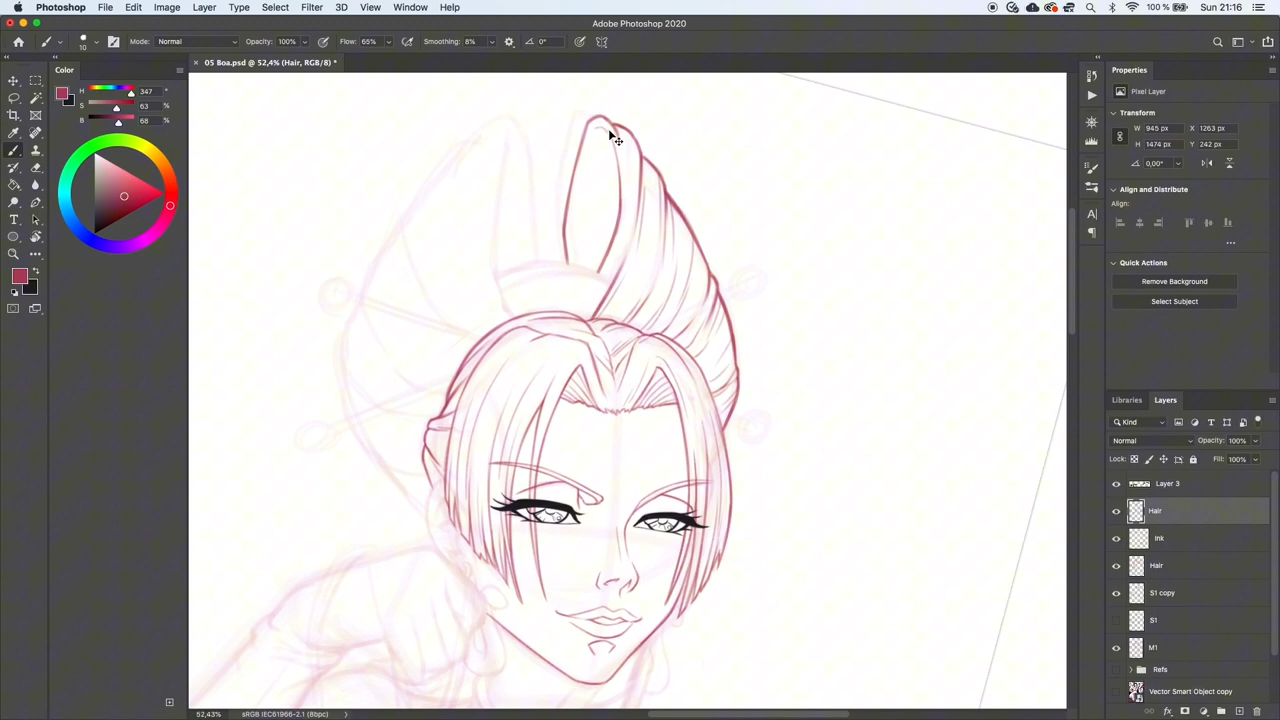 Photoshop File Edit Image Layer Type Select Filter 3D View Window Help 100 % Sun 21:16
Adobe Photoshop 2020
10 Mode: Normal Opacity: 100% Flow: 65% Smoothing: 8% 0°
05 Boa.psd @ 52,4% (Hair, RGB/8) *
Color
H 347 °
S 63 %
B 68 %
Properties
Pixel Layer
Transform
W 945 px X 1263 px
H 1474 px Y 242 px
0,00°
Align and Distribute
Align:
Quick Actions
Remove Background
Select Subject
Libraries Layers
Kind
Normal Opacity: 100%
Lock: Fill: 100%
Layer 3
Hair
Ink
Hair
S1 copy
S1
M1
Refs
Vector Smart Object copy
52,43% sRGB IEC61966-2.1 (8bpc)